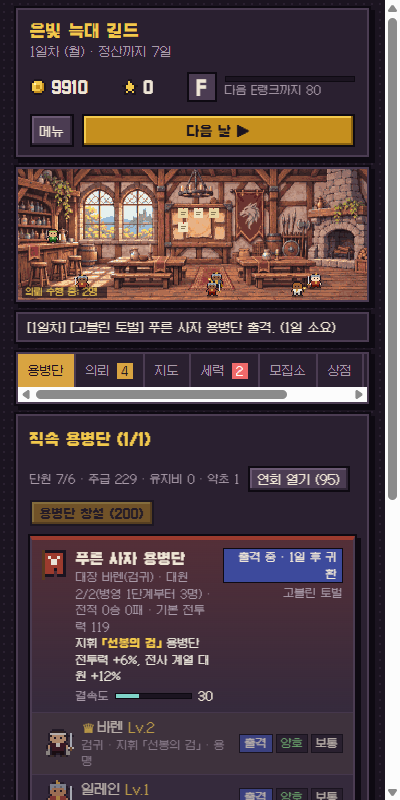 은빛 늑대 길드
1일차 (월) · 정산까지 7일
9910
0
F
다음 E랭크까지 80
메뉴
다음 날 ▶
의뢰 수행 중: 2명
[1일차] [고블린 토벌] 푸른 사자 용병단 출격. (1일 소요)
용병단
의뢰 4
지도
세력 2
모집소
상점
직속 용병단 (1/1)
단원 7/6 · 주급 229 · 유지비 0 · 약초 1
연회 열기 (95)
용병단 창설 (200)
푸른 사자 용병단
대장 바렌(검귀) · 대원
2/2(병영 1단계부터 3명) ·
전적 0승 0패 · 기본 전투
력 119
지휘 「선봉의 검」 용병단
전투력 +6%, 전사 계열 대
원 +12%
결속도 30
출격 중 · 1일 후 귀
환
고블린 토벌
바렌 Lv.2
검귀 · 지휘 「선봉의 검」 · 용
명
출격
양호
보통
일레인 Lv.1
출격
양호
보통